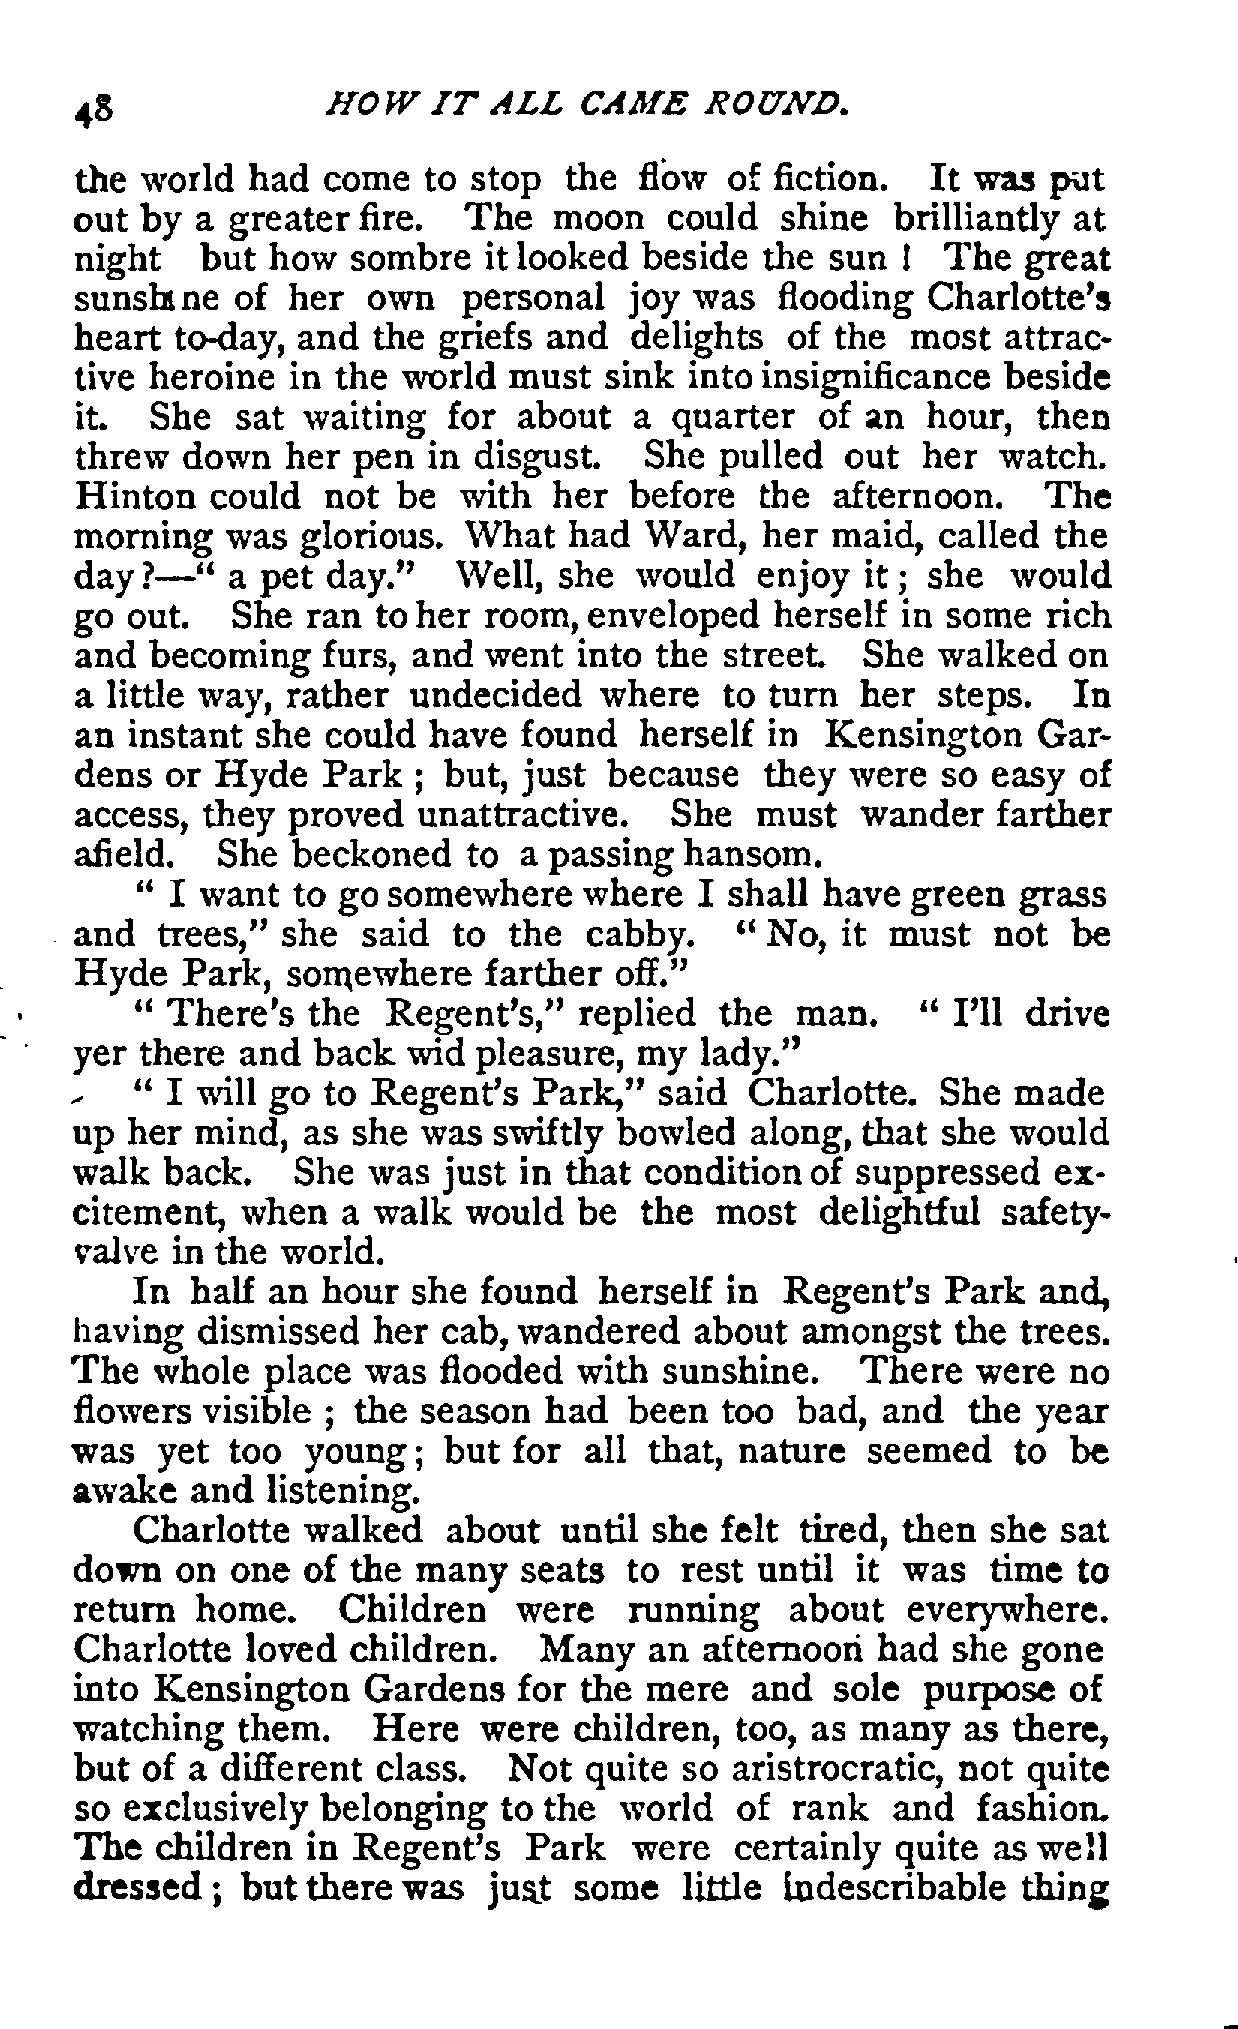 48 HOW IT ALL CAME ROUND.
the world had come to stop the flow of fiction. It was put
out by a greater fire. The moon could shine brilliantly at
night but how sombre it looked beside the sun ! The great
sunshine of her own personal joy was flooding Charlotte's
heart to-day, and the griefs and delights of the most attrac-
tive heroine in the world must sink into insignificance beside
it. She sat waiting for about a quarter of an hour, then
threw down her pen in disgust. She pulled out her watch.
Hinton could not be with her before the afternoon. The
morning was glorious. What had Ward, her maid, called the
day ?—" a pet day." Well, she would enjoy it ; she would
go out. She ran to her room, enveloped herself in some rich
and becoming furs, and went into the street. She walked on
a little way, rather undecided where to turn her steps. In
an instant she could have found herself in Kensington Gar-
dens or Hyde Park ; but, just because they were so easy of
access, they proved unattractive. She must wander farther
afield. She beckoned to a passing hansom.
" I want to go somewhere where I shall have green grass
and trees," she said to the cabby. " No, it must not be
Hyde Park, somewhere farther off."
" There's the Regent's," replied the man. " I'll drive
yer there and back wid pleasure, my lady."
" I will go to Regent's Park," said Charlotte. She made
up her mind, as she was swiftly bowled along, that she would
walk back. She was just in that condition of suppressed ex-
citement, when a walk would be the most delightful safety-
valve in the world.
In half an hour she found herself in Regent's Park and,
having dismissed her cab, wandered about amongst the trees.
The whole place was flooded with sunshine. There were no
flowers visible ; the season had been too bad, and the year
was yet too young ; but for all that, nature seemed to be
awake and listening.
Charlotte walked about until she felt tired, then she sat
down on one of the many seats to rest until it was time to
return home. Children were running about everywhere.
Charlotte loved children. Many an afternoon had she gone
into Kensington Gardens for the mere and sole purpose of
watching them. Here were children, too, as many as there,
but of a different class. Not quite so aristrocratic, not quite
so exclusively belonging to the world of rank and fashion.
The children in Regent's Park were certainly quite as well
dressed ; but there was just some little indescribable thing